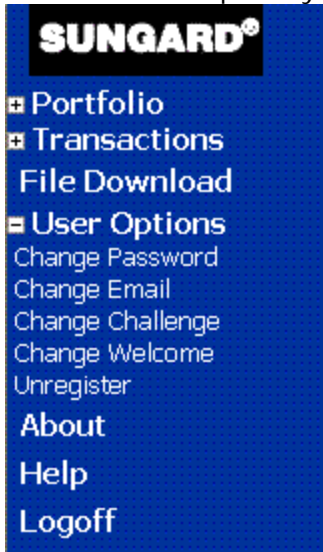 SUNGARD®
Portfolio
Transactions
File Download
User Options
Change Password
Change Email
Change Challenge
Change Welcome
Unregister
About
Help
Logoff